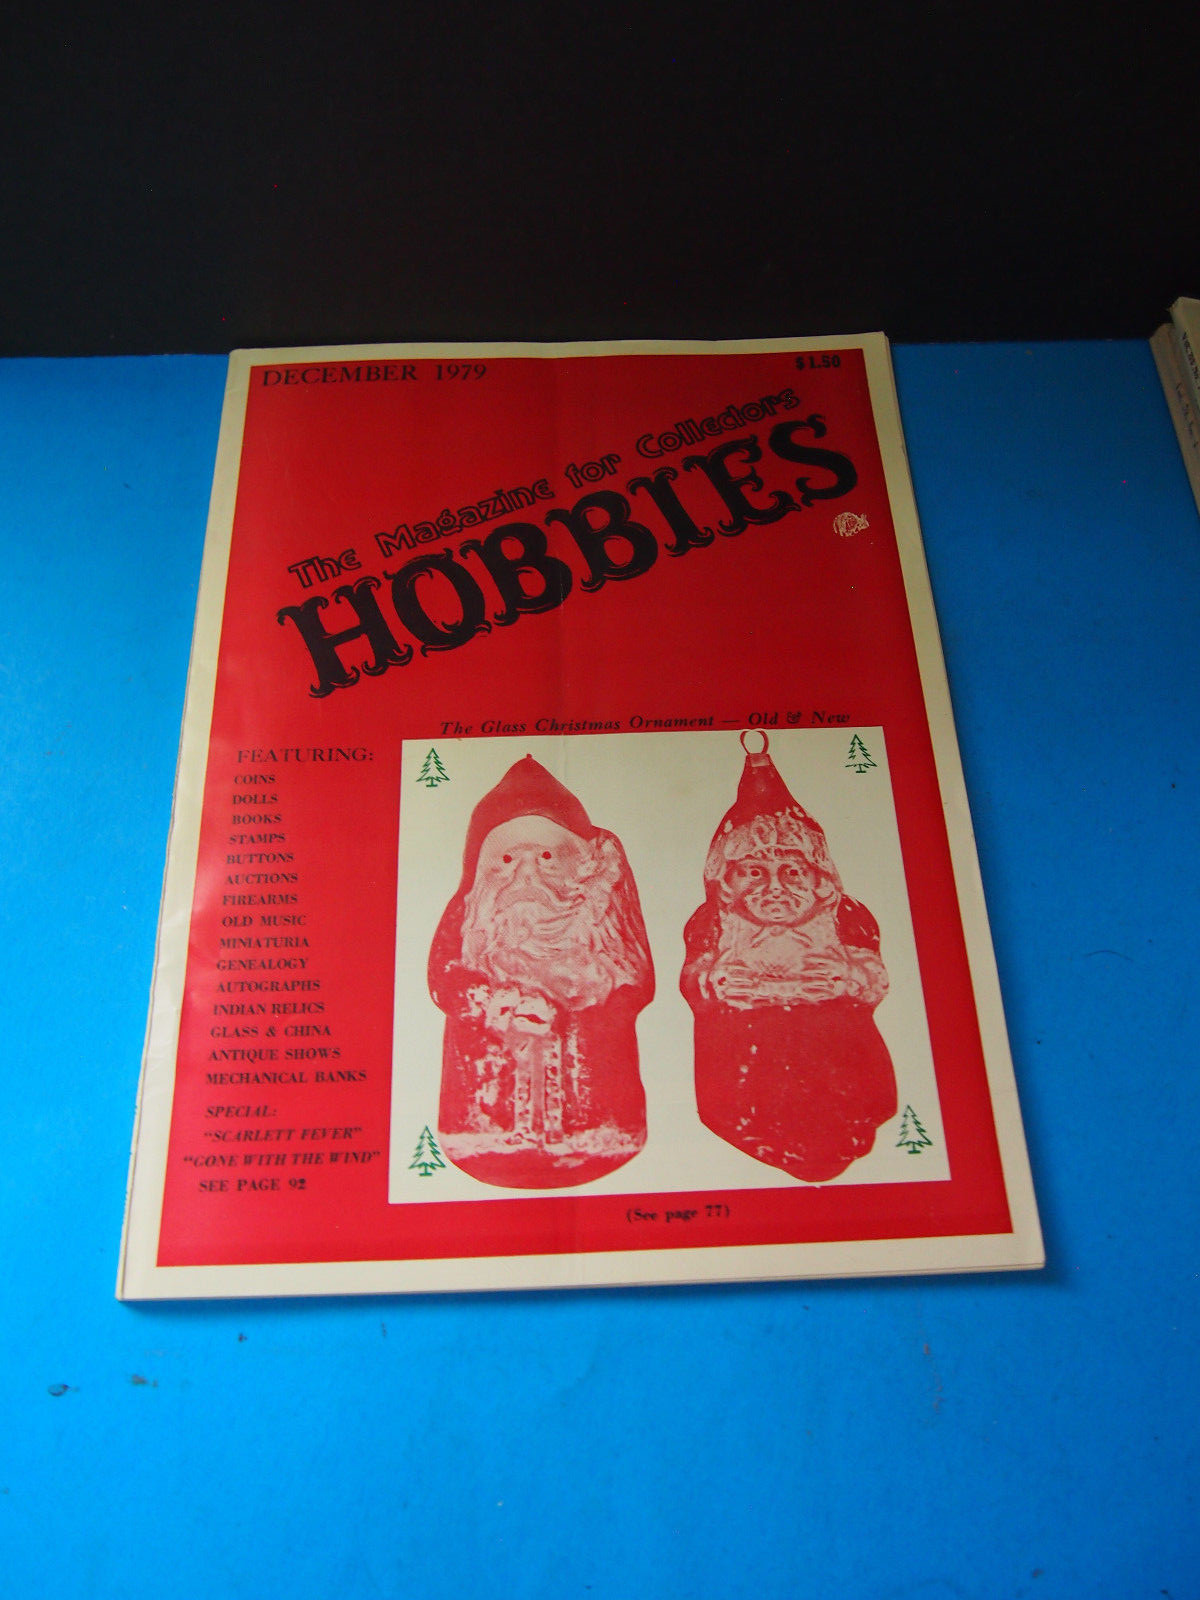 DECEMBER 1979
$1.50
The Magazine for Collectors
HOBBIES
The Glass Christmas Ornament — Old & New
FEATURING:
COINS
DOLLS
BOOKS
STAMPS
BUTTONS
AUCTIONS
FIREARMS
OLD MUSIC
MINIATURIA
GENEALOGY
AUTOGRAPHS
INDIAN RELICS
GLASS & CHINA
ANTIQUE SHOWS
MECHANICAL BANKS
SPECIAL:
"SCARLETT FEVER"
"GONE WITH THE WIND"
SEE PAGE 92
(See page 77)